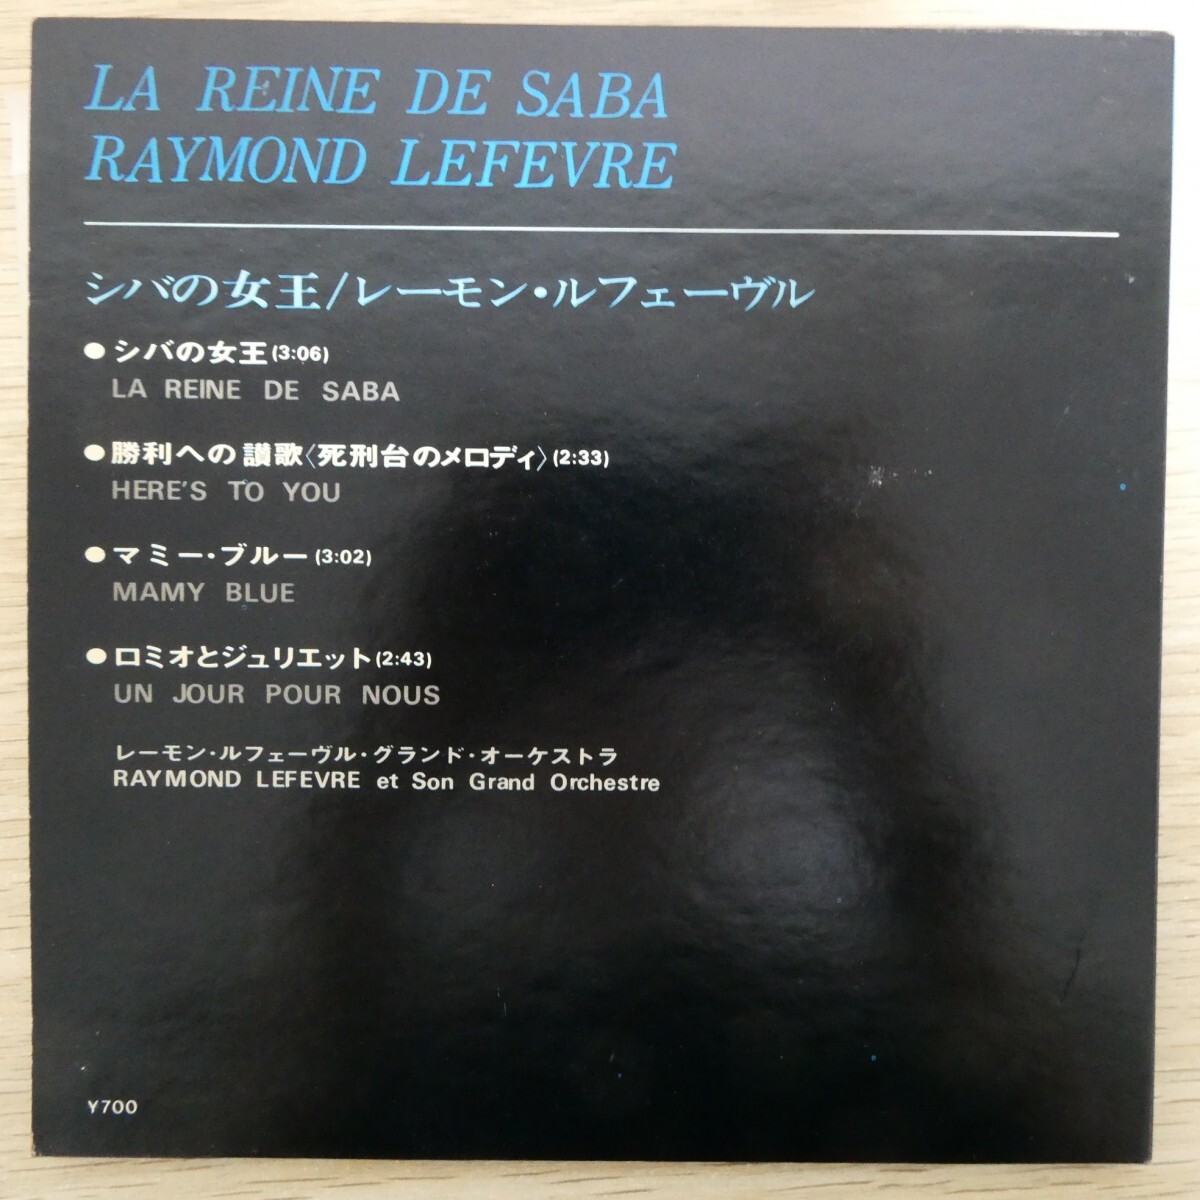 LA REINE DE SABA
RAYMOND LEFEVRE
シバの女王/レーモン・ルフェーヴル
●シバの女王(3:06)
LA REINE DE SABA
●勝利への讃歌〈死刑台のメロディ〉(2:33)
HERE'S TO YOU
●マミー・ブルー(3:02)
MAMY BLUE
●ロミオとジュリエット(2:43)
UN JOUR POUR NOUS
レーモン・ルフェーヴル・グランド・オーケストラ
RAYMOND LEFEVRE et Son Grand Orchestre
¥700